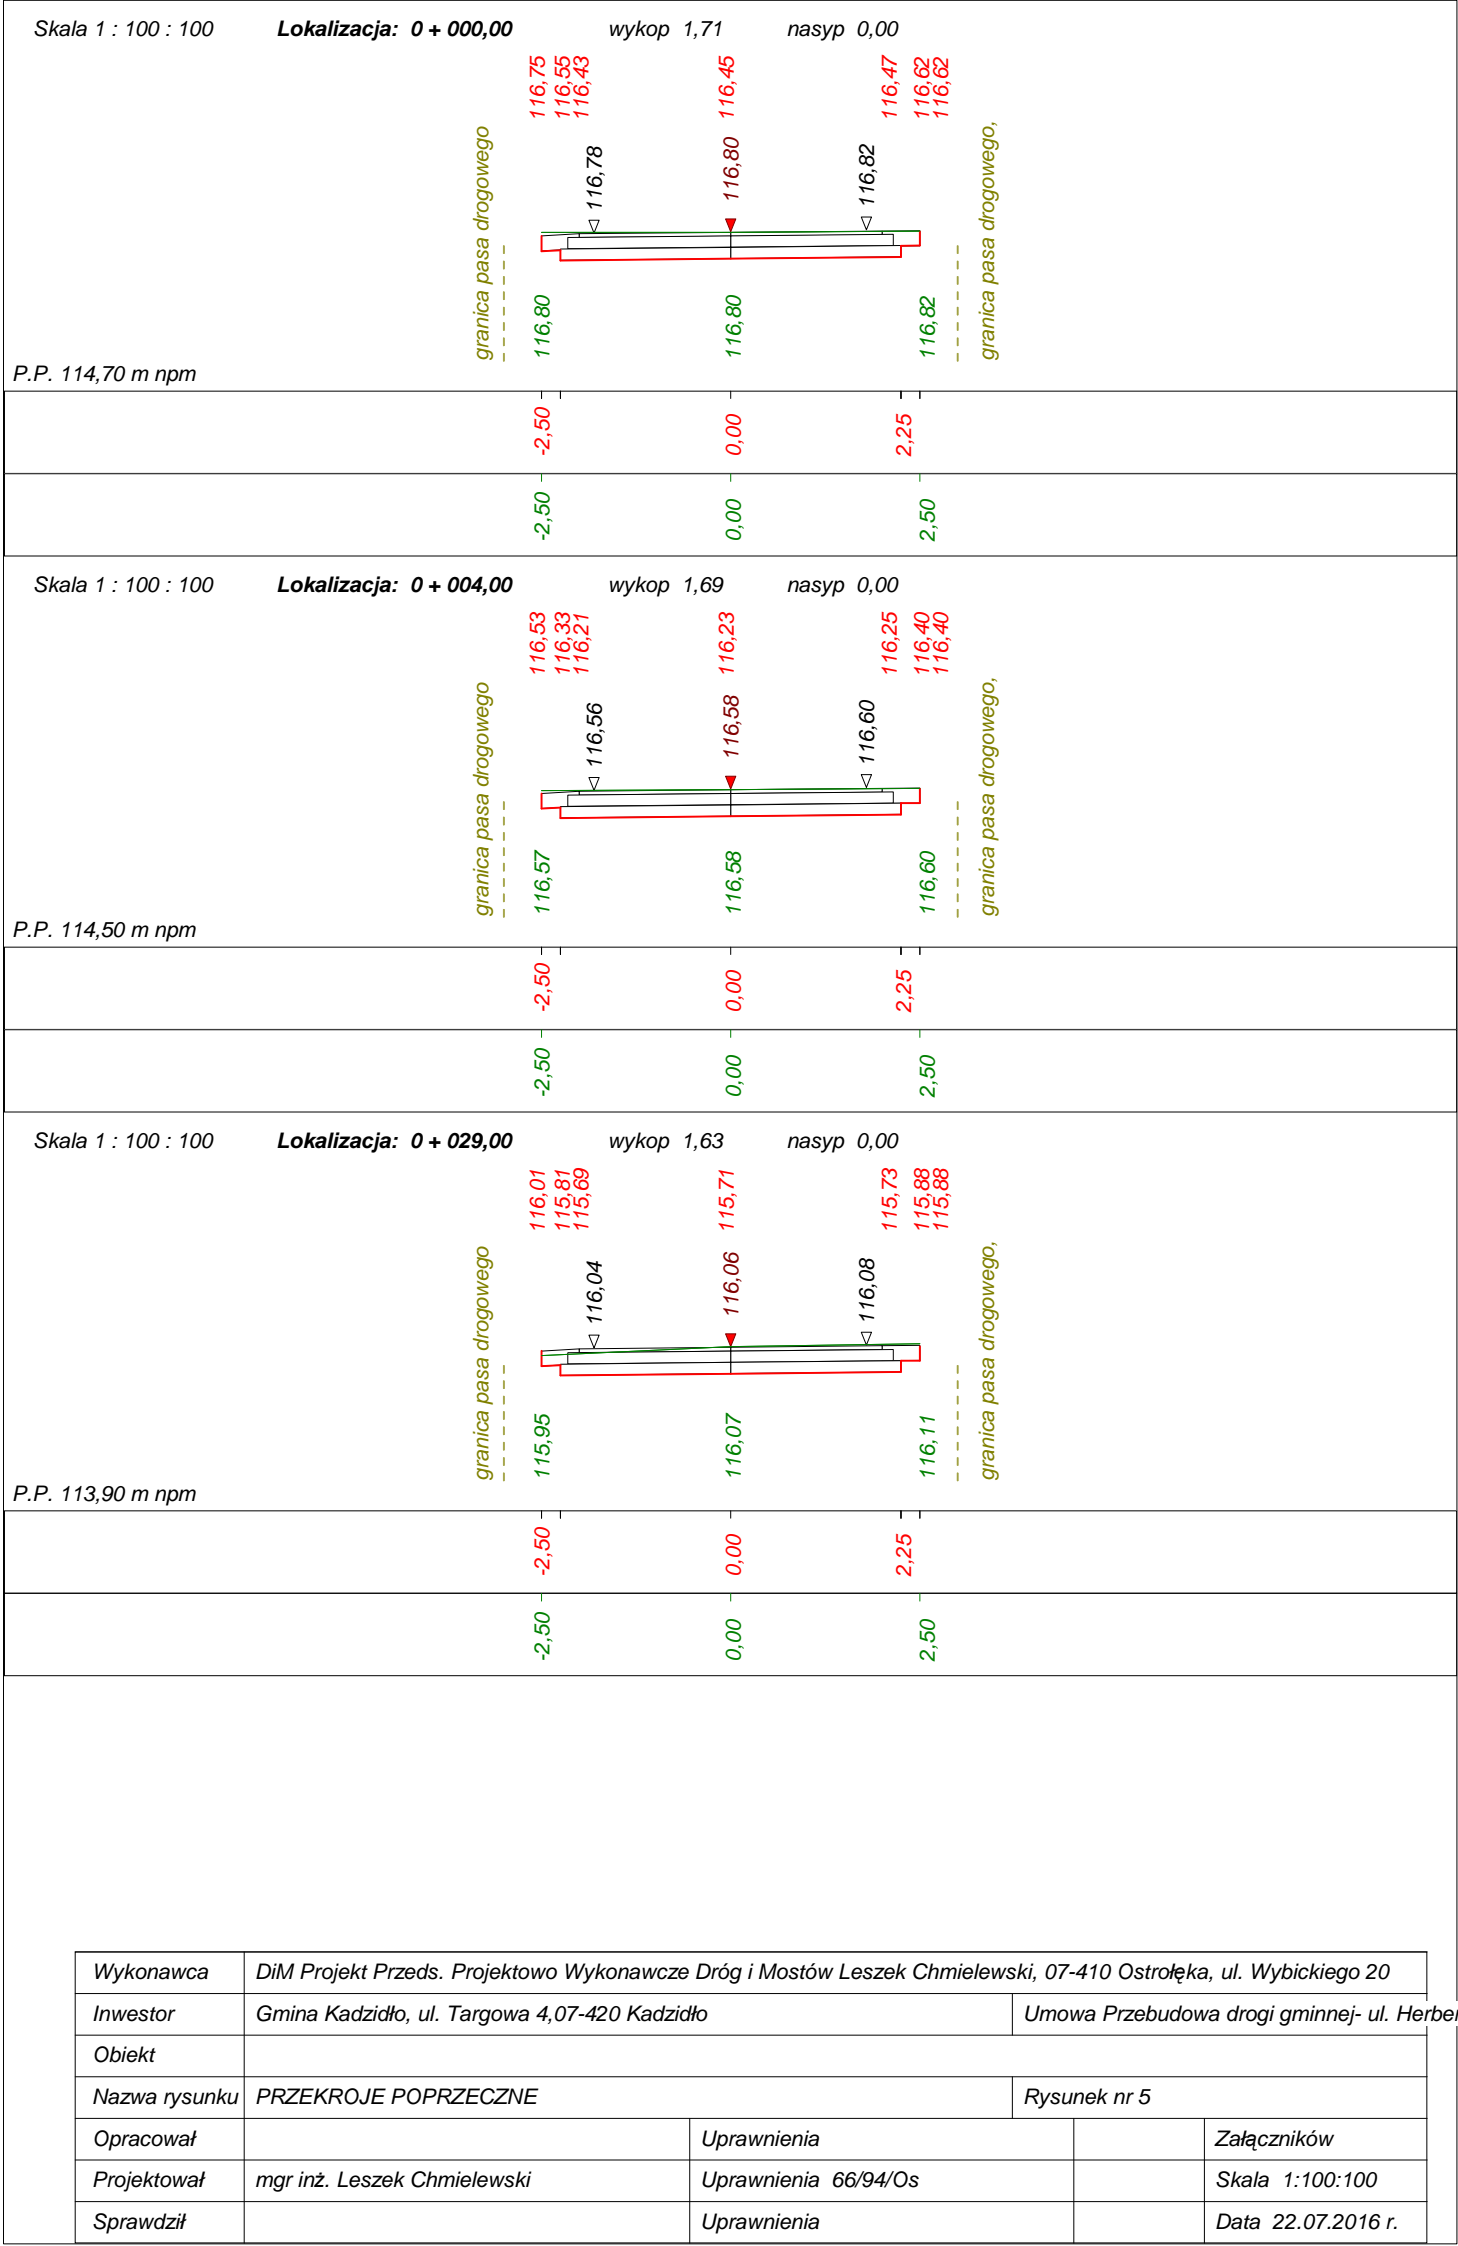 Skala 1 : 100 : 100 Lokalizacja: 0 + 000,00 wykop 1,71 nasyp 0,00
116,75 116,55 116,43 116,45 116,47 116,62 116,62
granica pasa drogowego 116,78 116,80 116,82 granica pasa drogowego,
116,80 116,80 116,82
P.P. 114,70 m npm
-2,50 0,00 2,25
-2,50 0,00 2,50
Skala 1 : 100 : 100 Lokalizacja: 0 + 004,00 wykop 1,69 nasyp 0,00
116,53 116,33 116,21 116,23 116,25 116,40 116,40
granica pasa drogowego 116,56 116,58 116,60 granica pasa drogowego,
116,57 116,58 116,60
P.P. 114,50 m npm
-2,50 0,00 2,25
-2,50 0,00 2,50
Skala 1 : 100 : 100 Lokalizacja: 0 + 029,00 wykop 1,63 nasyp 0,00
116,01 115,81 115,69 115,71 115,73 115,88 115,88
granica pasa drogowego 116,04 116,06 116,08 granica pasa drogowego,
115,95 116,07 116,11
P.P. 113,90 m npm
-2,50 0,00 2,25
-2,50 0,00 2,50
Wykonawca DiM Projekt Przeds. Projektowo Wykonawcze Dróg i Mostów Leszek Chmielewski, 07-410 Ostrołęka, ul. Wybickiego 20
Inwestor Gmina Kadzidło, ul. Targowa 4,07-420 Kadzidło Umowa Przebudowa drogi gminnej- ul.
Obiekt
Nazwa rysunku PRZEKROJE POPRZECZNE Rysunek nr 5
Opracował Uprawnienia Załączników
Projektował mgr inż. Leszek Chmielewski Uprawnienia 66/94/Os Skala 1:100:100
Sprawdził Uprawnienia Data 22.07.2016 r.